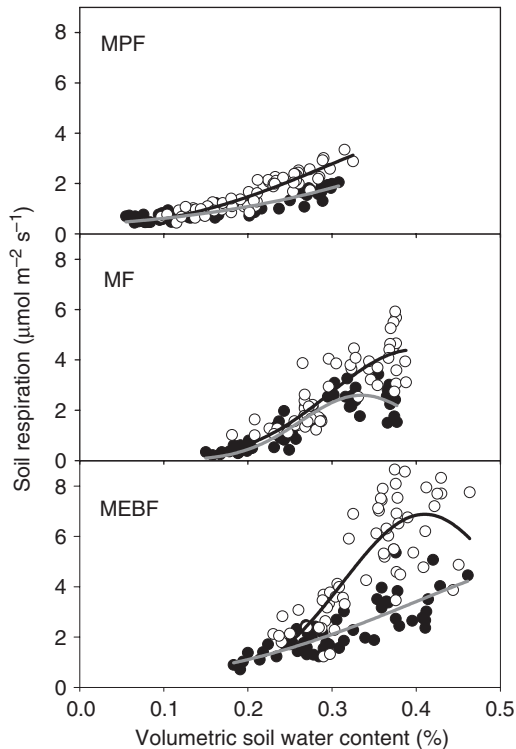 8
MPF
6
4
2
0
8
MF
6
4
2
0
8
MEBF
6
4
2
0
0.0 0.1 0.2 0.3 0.4 0.5
Volumetric soil water content (%)
Soil respiration (μmol m⁻² s⁻¹)